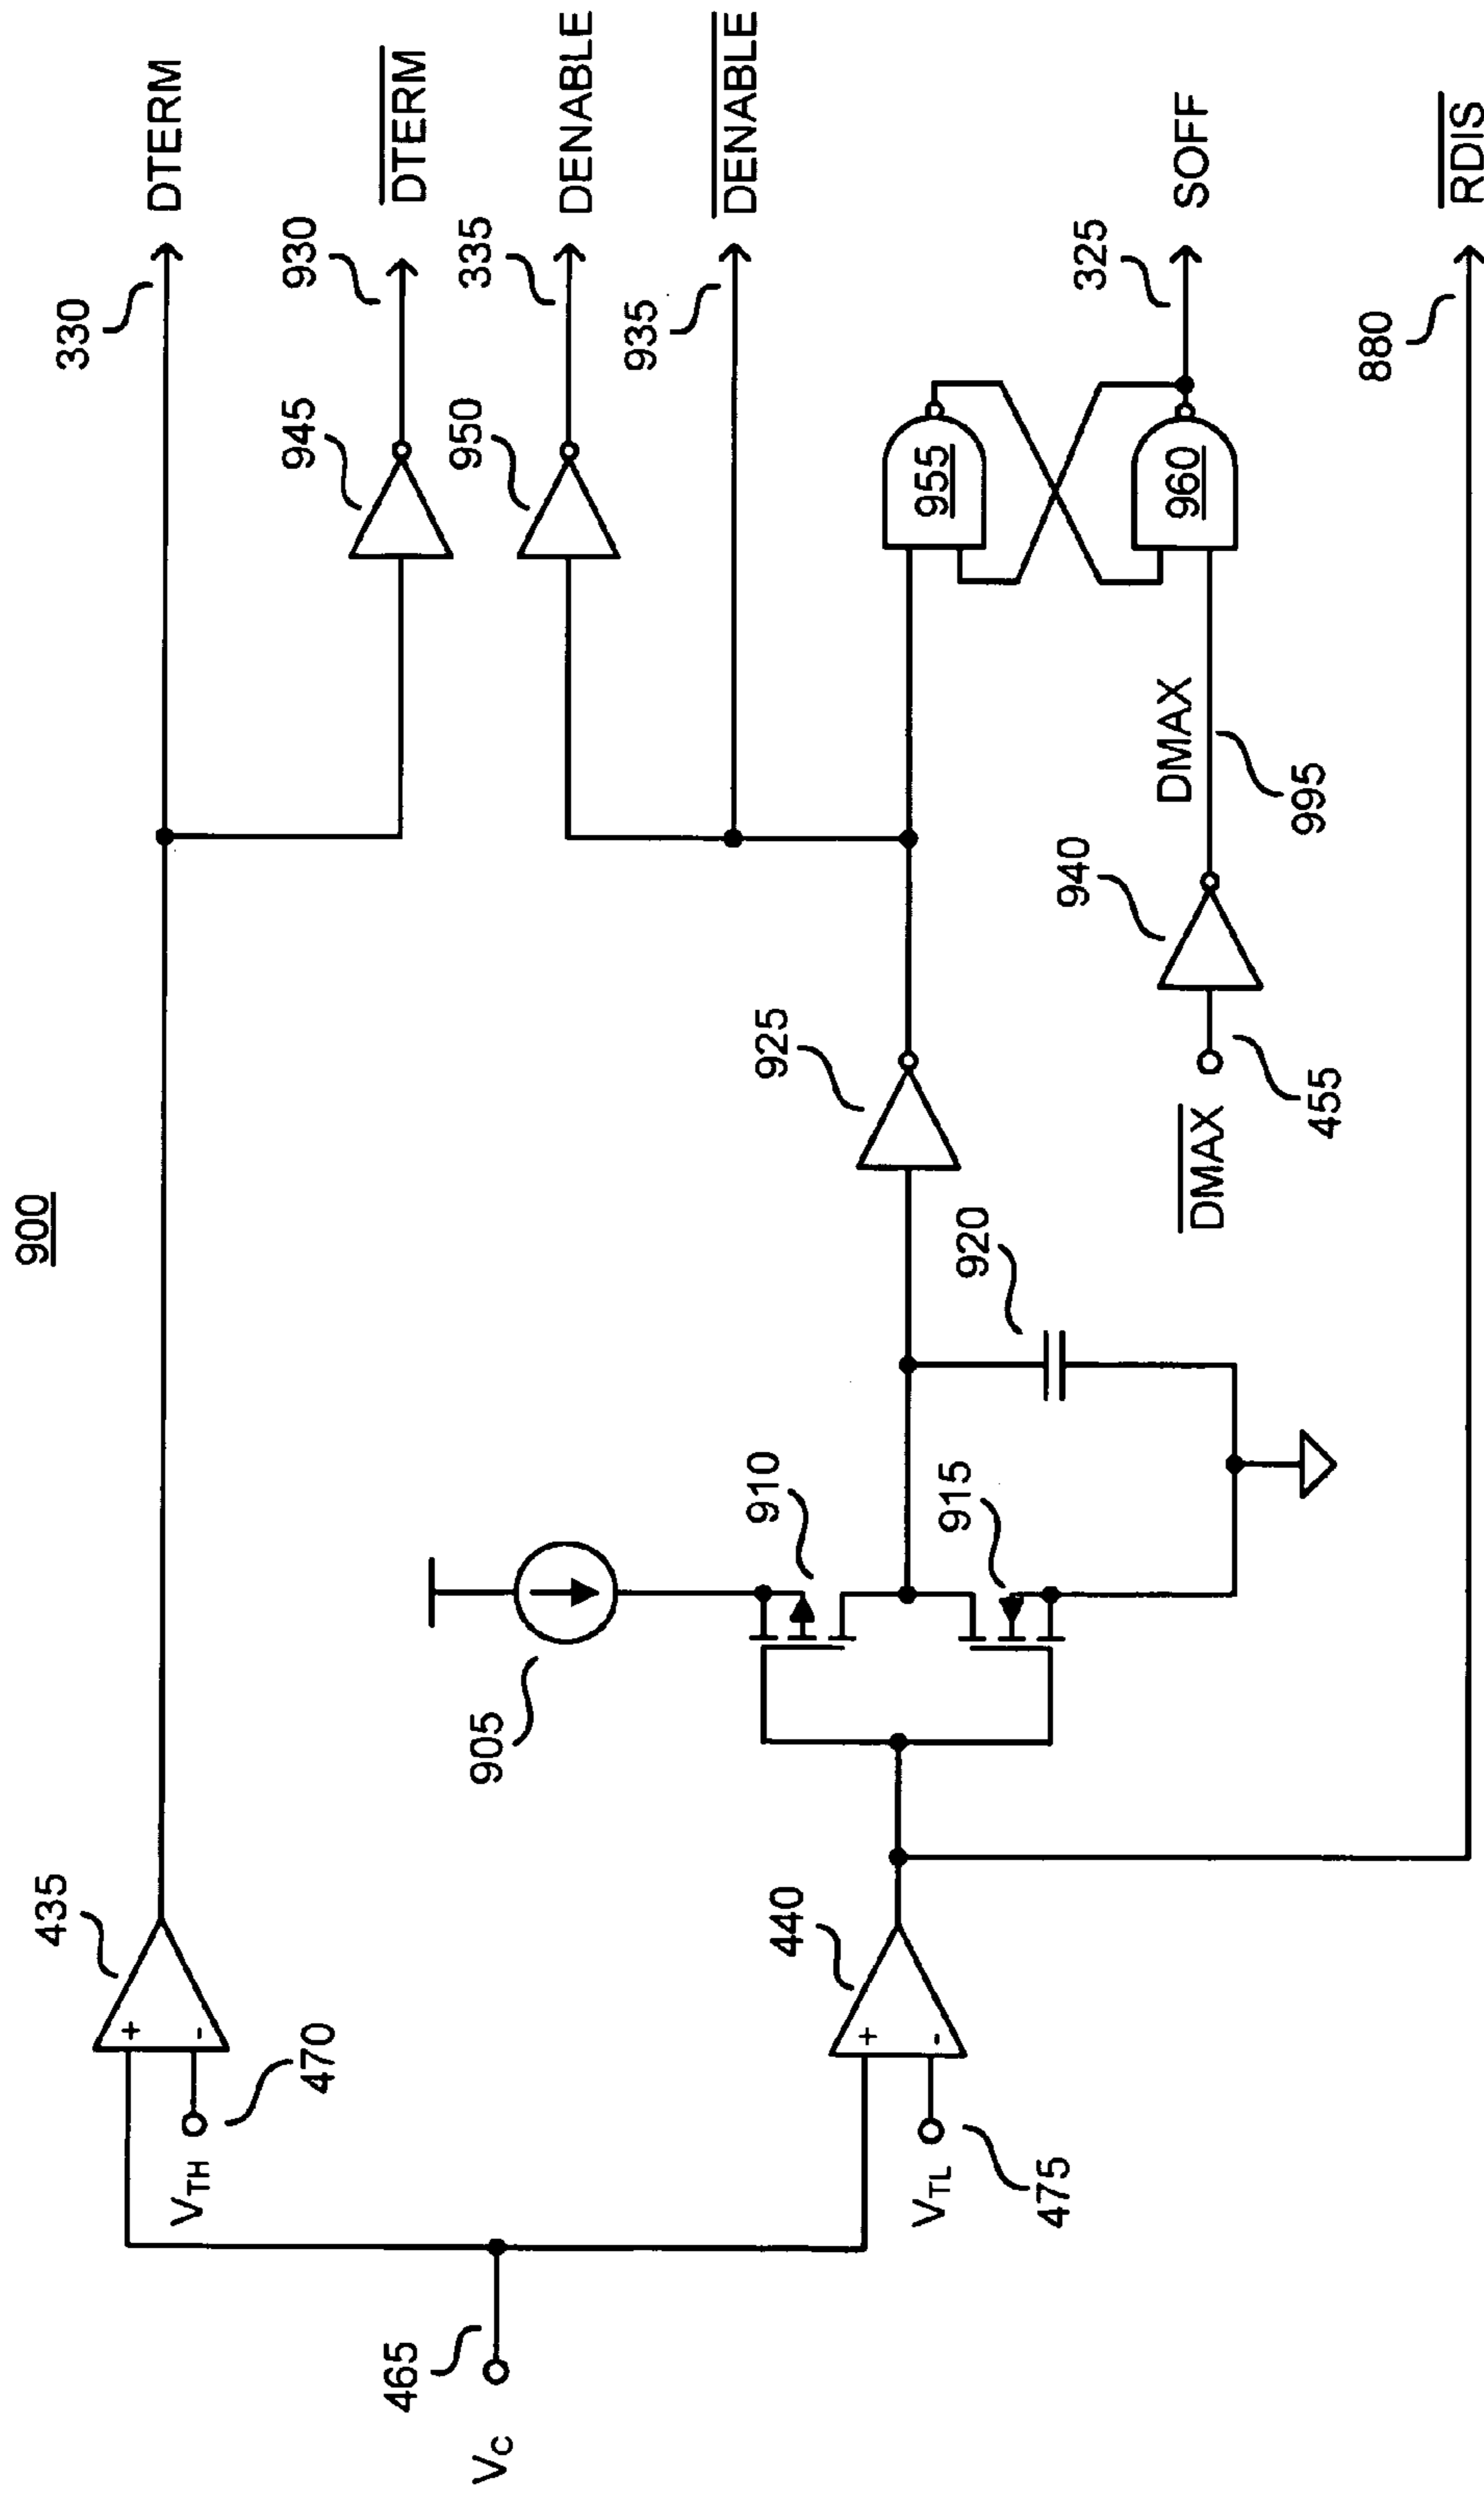 900
435
330
DTERM
VTH
470
945
930
DTERM
950
335
DENABLE
905
935
DENABLE
465
VC
910
925
955
440
915
920
VTL
475
940
DMAX
960
325
SOFF
DMAX
455
995
880
RDIS